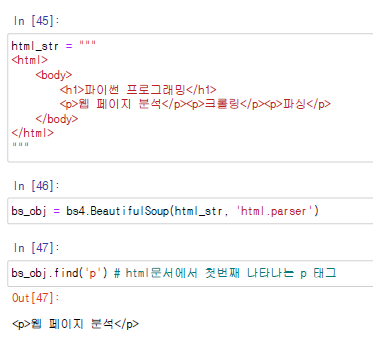 In [45]:
html_str = """
<html>
    <body>
        <h1>파이썬 프로그래밍</h1>
        <p>웹 페이지 분석</p><p>크롤링</p><p>파싱</p>
    </body>
</html>
"""
In [46]:
bs_obj = bs4.BeautifulSoup(html_str, 'html.parser')
In [47]:
bs_obj.find('p') # html문서에서 첫번째 나타나는 p 태그
Out[47]:
<p>웹 페이지 분석</p>